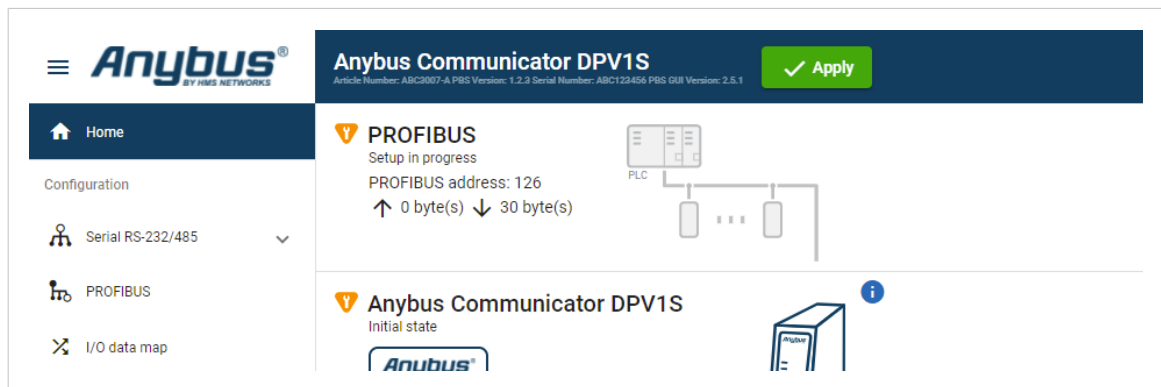 Anybus®
BY HMS NETWORKS
Anybus Communicator DPV1S
Article Number: ABC3007-A PBS Version: 1.2.3 Serial Number: ABC123456 PBS GUI Version: 2.5.1
Apply
Home
Configuration
Serial RS-232/485
PROFIBUS
I/O data map
PROFIBUS
Setup in progress
PROFIBUS address: 126
0 byte(s) 30 byte(s)
PLC
Anybus Communicator DPV1S
Initial state
Anybus®
Anybus